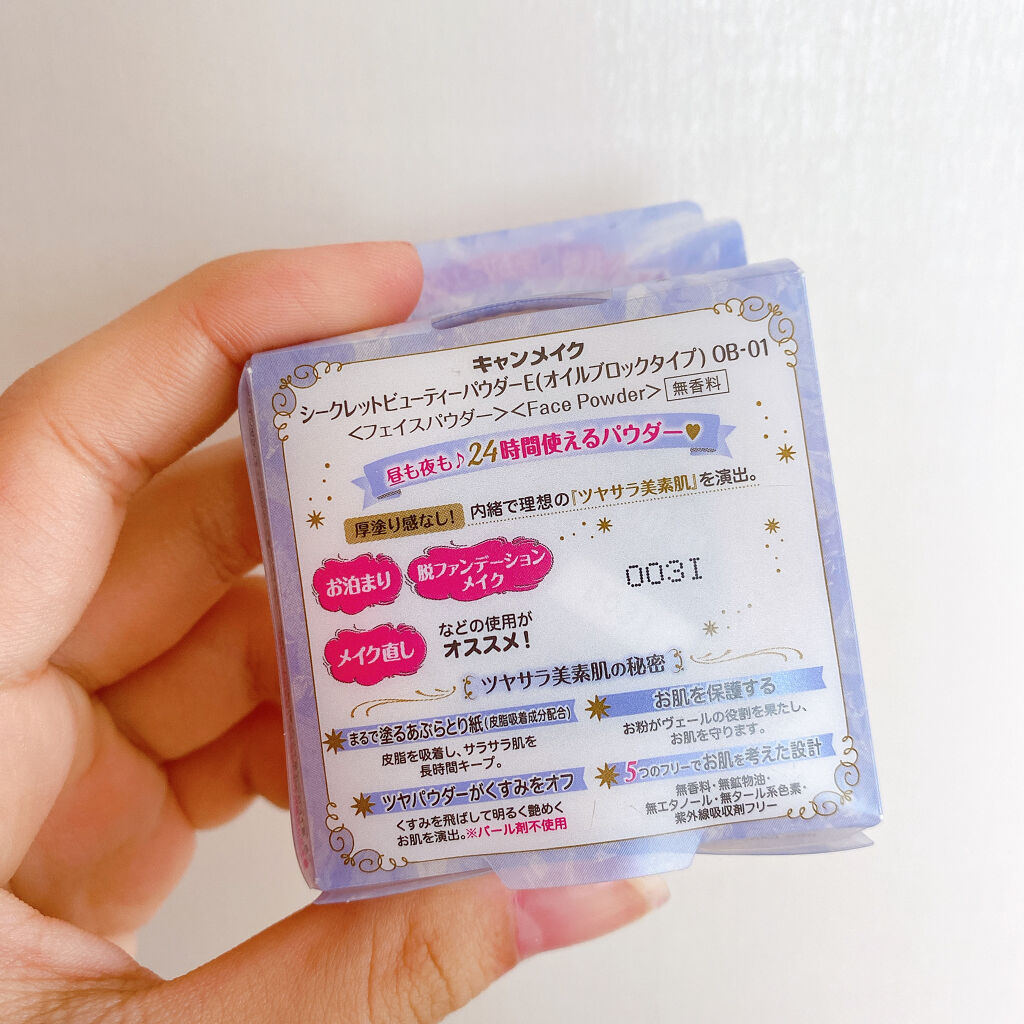 キャンメイク
シークレットビューティーパウダーE(オイルブロックタイプ) OB-01
<フェイスパウダー><Face Powder> 無香料
昼も夜も♪24時間使えるパウダー♥
厚塗り感なし! 内緒で理想の『ツヤサラ美素肌』を演出。
お泊まり
脱ファンデーション
メイク
003I
メイク直し
などの使用が
オススメ!
ツヤサラ美素肌の秘密
まるで塗るあぶらとり紙(皮脂吸着成分配合)
皮脂を吸着し、サラサラ肌を
長時間キープ。
お肌を保護する
お粉がヴェールの役割を果たし、
お肌を守ります。
ツヤパウダーがくすみをオフ
くすみを飛ばして明るく艶めく
お肌を演出。※パール剤不使用
5つのフリーでお肌を考えた設計
無香料・無鉱物油・
無エタノール・無タール系色素・
紫外線吸収剤フリー